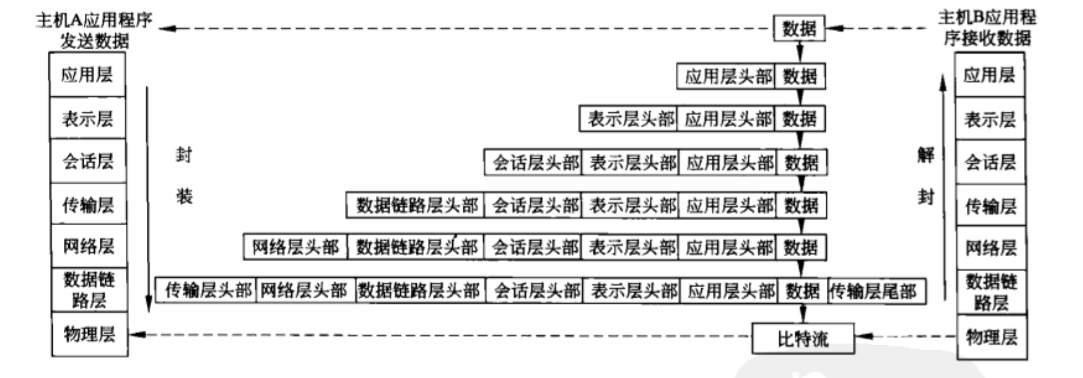 主机A应用程序
发送数据
数据
主机B应用程
序接收数据
应用层
应用层头部 数据
应用层
表示层
表示层头部 应用层头部 数据
表示层
会话层
封
会话层头部 表示层头部 应用层头部 数据
解
会话层
传输层
装
数据链路层头部 会话层头部 表示层头部 应用层头部 数据
封
传输层
网络层
网络层头部 数据链路层头部 会话层头部 表示层头部 应用层头部 数据
网络层
数据链
路层
传输层头部 网络层头部 数据链路层头部 会话层头部 表示层头部 应用层头部 数据 传输层尾部
数据链
路层
物理层
比特流
物理层